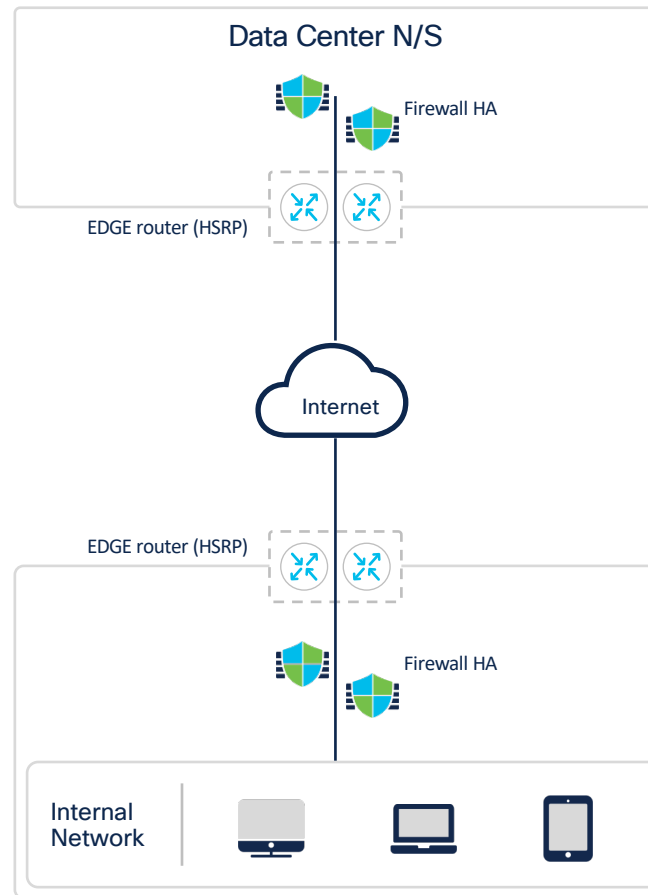 Data Center N/S
Firewall HA
EDGE router (HSRP)
Internet
EDGE router (HSRP)
Firewall HA
Internal
Network